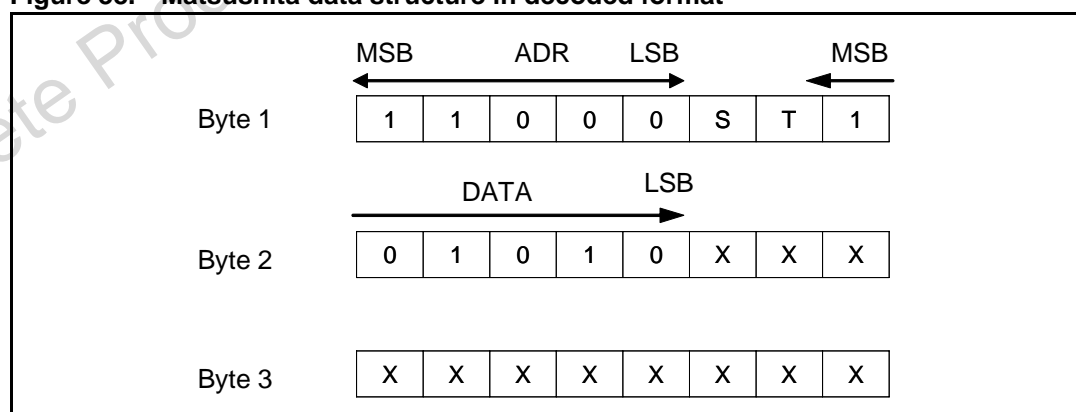 Figure 38. Matsushita data structure in decoded format
MSB ADR LSB MSB
Byte 1 1 1 0 0 0 S T 1
DATA LSB
Byte 2 0 1 0 1 0 X X X
Byte 3 X X X X X X X X